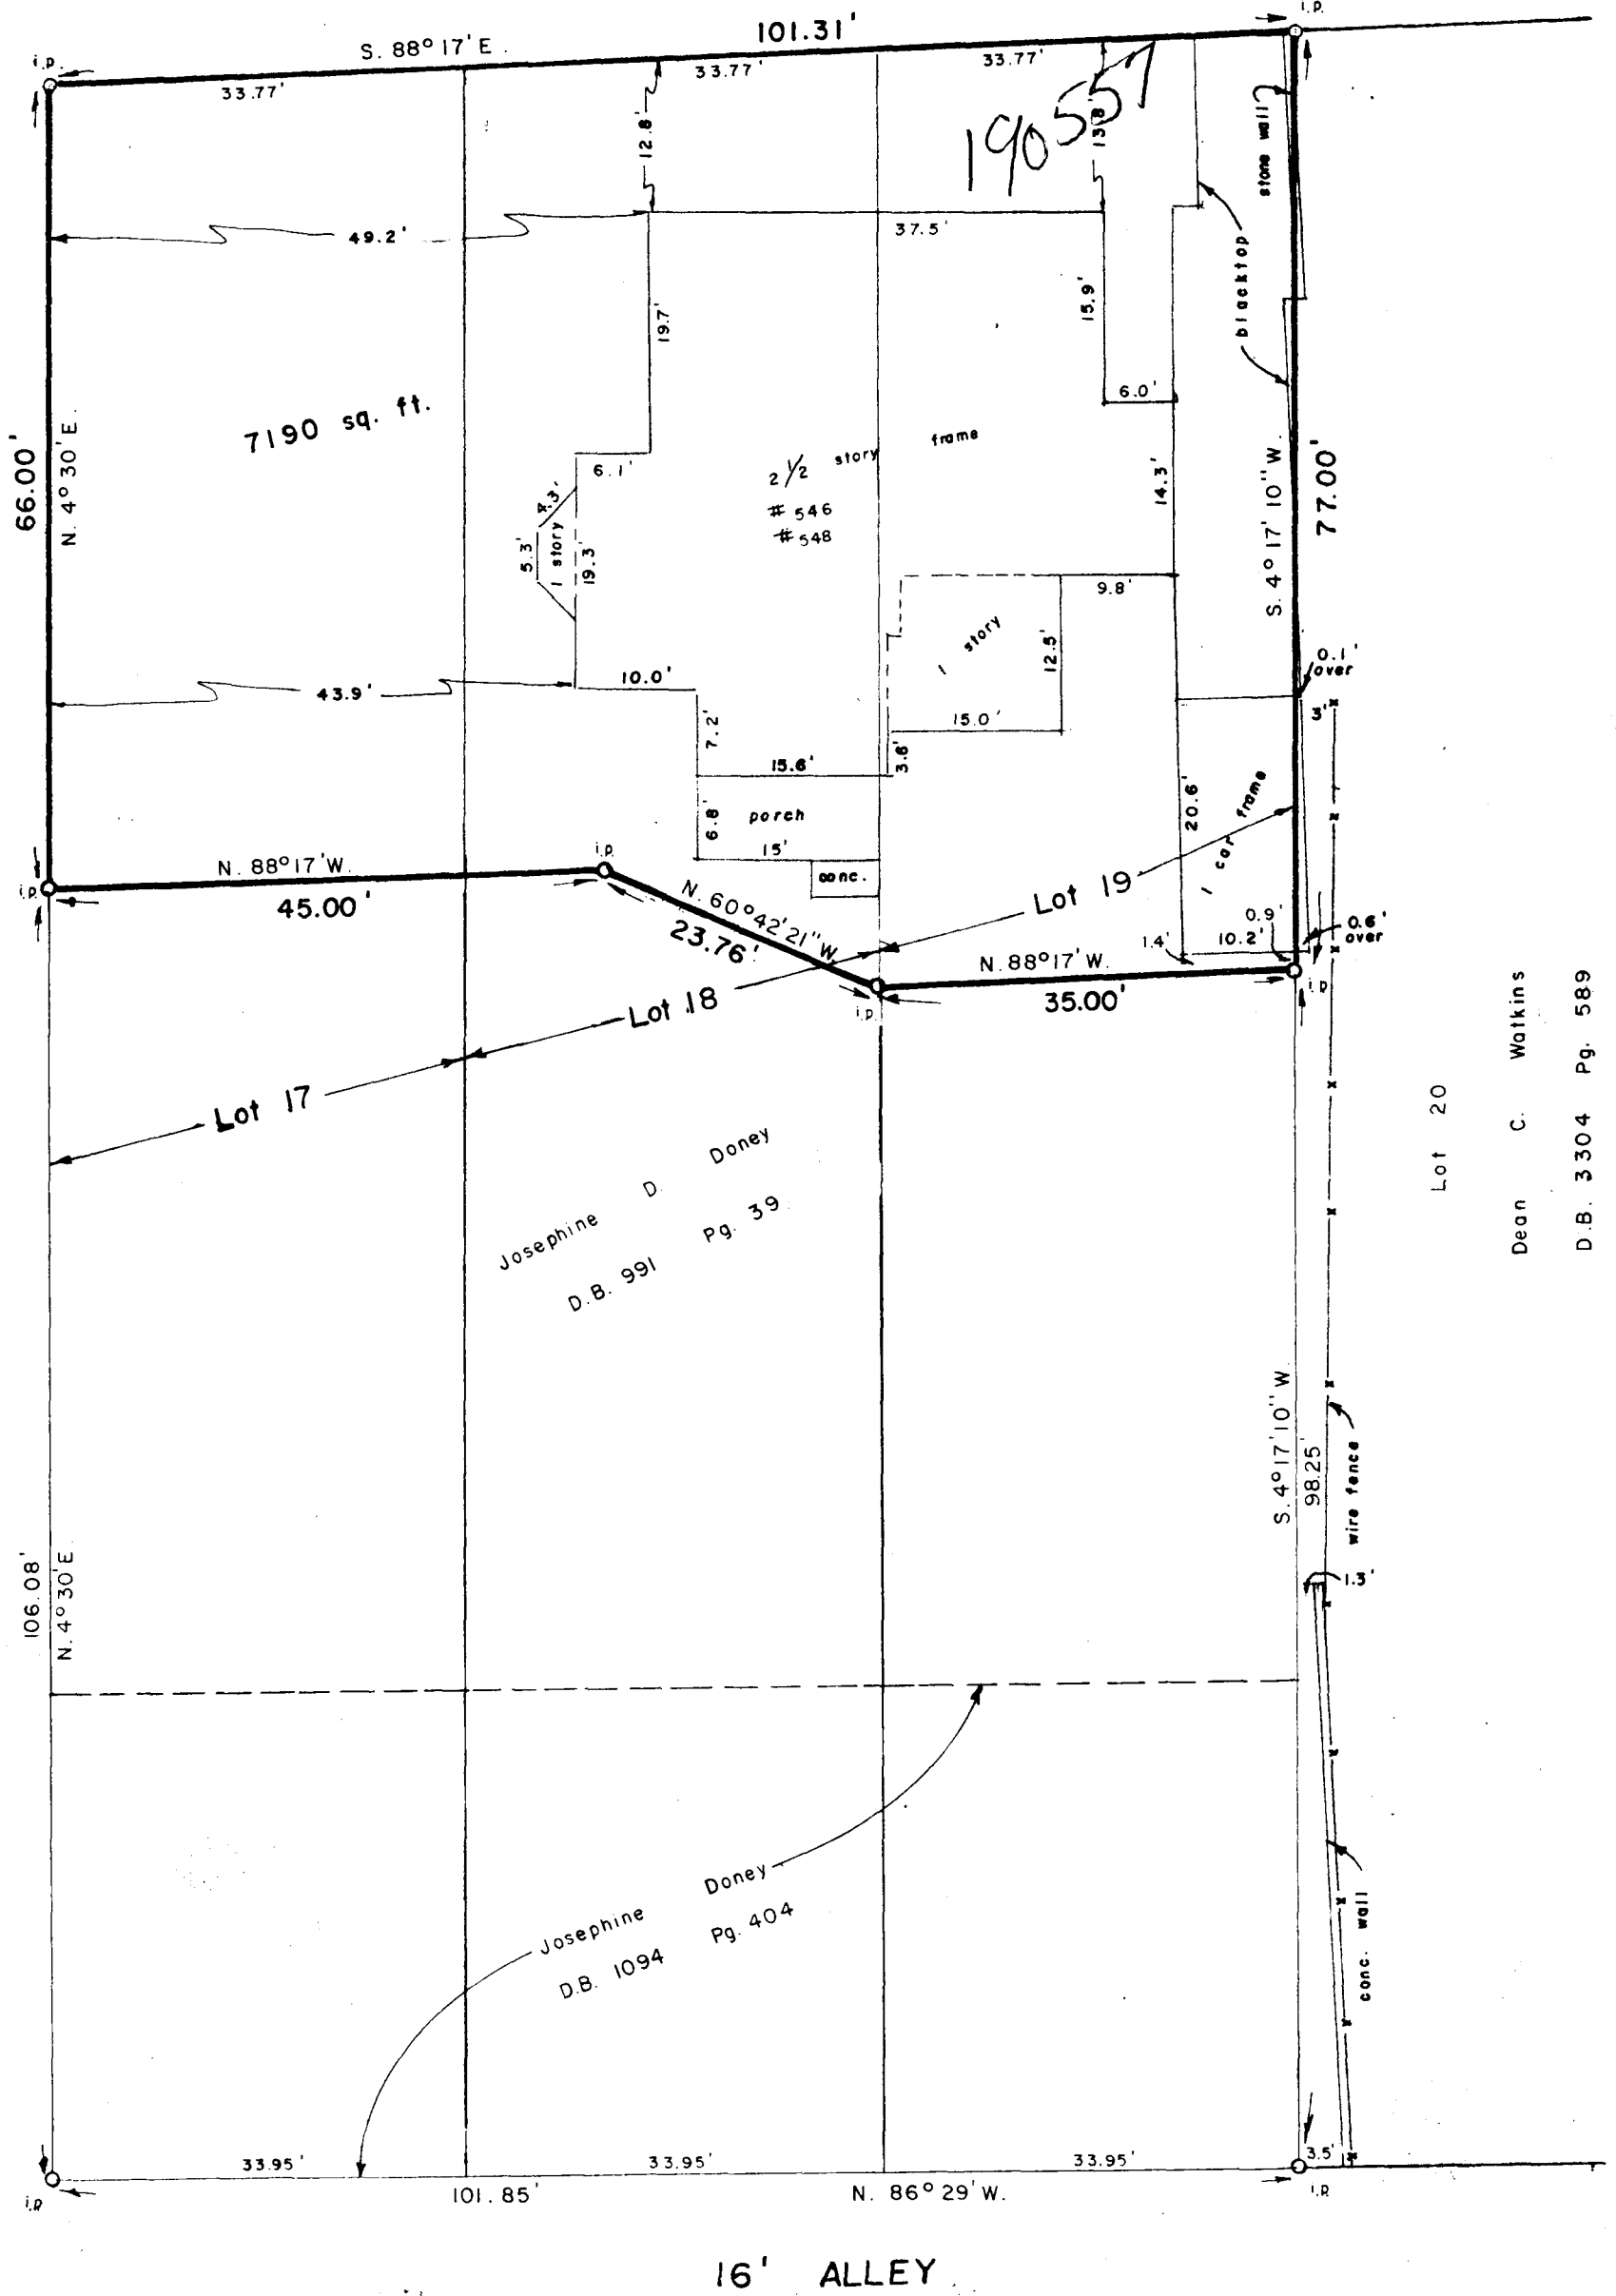 i.p.
S. 88° 17' E.
101.31'
i.p.
33.77'
33.77'
33.77'
190557
12.8'
13.8'
stone wall
49.2'
37.5'
blacktop
19.7'
15.9'
6.0'
7190 sq. ft.
66.00'
N. 4° 30' E.
6.1'
2 1/2 story frame
# 546
# 548
14.3'
S. 4° 17' 10" W.
77.00'
5.3'
1 story
19.3'
9.8'
1 story
12.5'
0.1'
over
3'
43.9'
10.0'
7.2'
15.0'
15.6'
3.6'
6.8'
porch
15'
conc.
20.6'
1 car frame
i.p.
N. 88° 17' W.
45.00'
i.p.
N. 60° 42' 21" W.
23.76'
Lot 19
1.4'
10.2'
0.9'
0.6'
over
N. 88° 17' W.
35.00'
i.p.
i.p.
Lot 18
Lot 17
Josephine D. Doney
D.B. 991 Pg. 39
Lot 20
Dean C. Watkins
D.B. 3304 Pg. 589
S. 4° 17' 10" W.
98.25'
wire fence
1.3'
106.08'
N. 4° 30' E.
Josephine Doney
D.B. 1094 Pg. 404
conc. wall
33.95'
33.95'
33.95'
3.5'
i.p.
101.85'
N. 86° 29' W.
i.p.
16' ALLEY